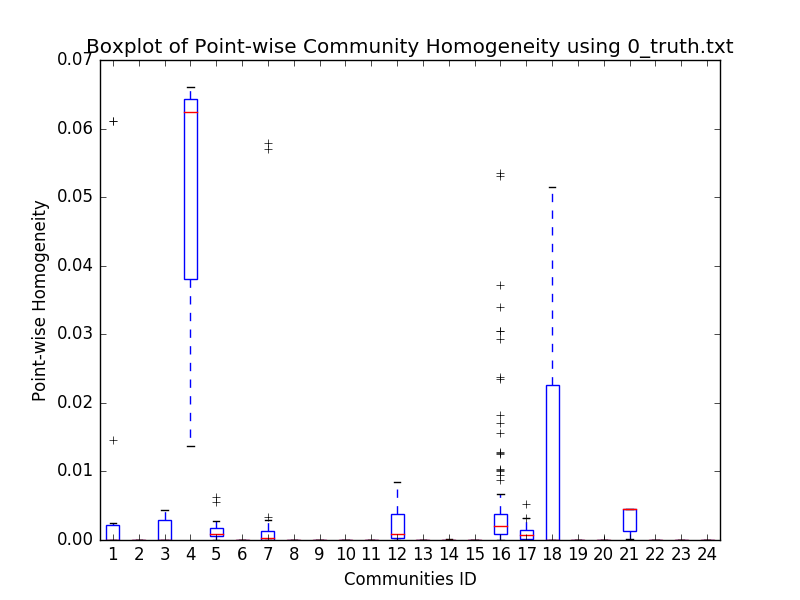 Boxplot of Point-wise Community Homogeneity using 0_truth.txt
0.07
0.06
0.05
0.04
0.03
0.02
0.01
0.00
Point-wise Homogeneity
1 2 3 4 5 6 7 8 9 10 11 12 13 14 15 16 17 18 19 20 21 22 23 24
Communities ID